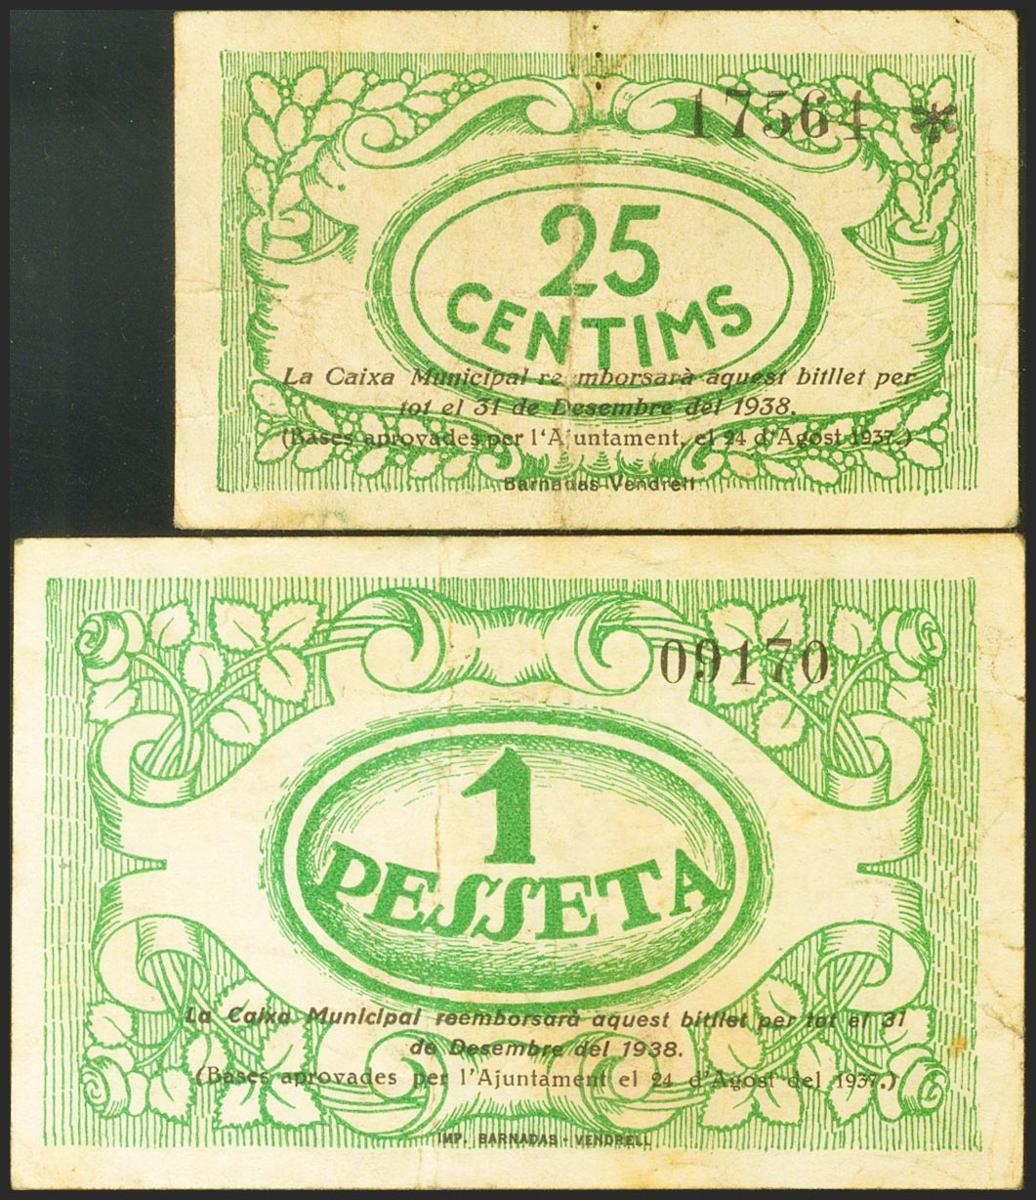 17564 *
25
CENTIMS
La Caixa Municipal reemborsarà aquest bitllet per
tot el 31 de Desembre del 1938.
(Bases aprovades per l'Ajuntament, el 24 d'Agost 1937.)
Barnadas-Vendrell
09170
1
PESSETA
La Caixa Municipal reemborsarà aquest bitllet per tot el 31
de Desembre del 1938.
(Bases aprovades per l'Ajuntament el 24 d'Agost del 1937.)
IMP. BARNADAS - VENDRELL